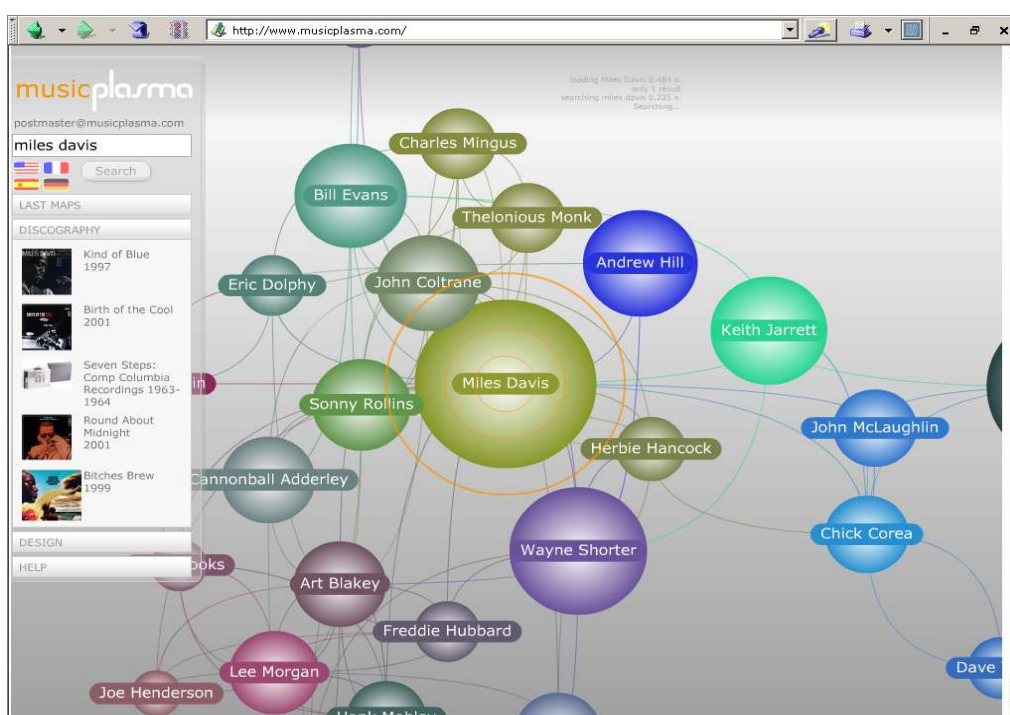 http://www.musicplasma.com/
musicplasma
postmaster@musicplasma.com
miles davis
Search
LAST MAPS
DISCOGRAPHY
Kind of Blue
1997
Birth of the Cool
2001
Seven Steps:
Comp Columbia
Recordings 1963-
1964
Round About
Midnight
2001
Bitches Brew
1999
DESIGN
HELP
loading Miles Davis 0.484 s.
only 1 result
searching miles davis 0.225 s.
Searching...
Charles Mingus
Bill Evans
Thelonious Monk
Andrew Hill
Eric Dolphy
John Coltrane
Keith Jarrett
Miles Davis
in
Sonny Rollins
John McLaughlin
Herbie Hancock
Cannonball Adderley
Chick Corea
Wayne Shorter
ooks
Art Blakey
Freddie Hubbard
Lee Morgan
Dave
Joe Henderson
Hank Mobley